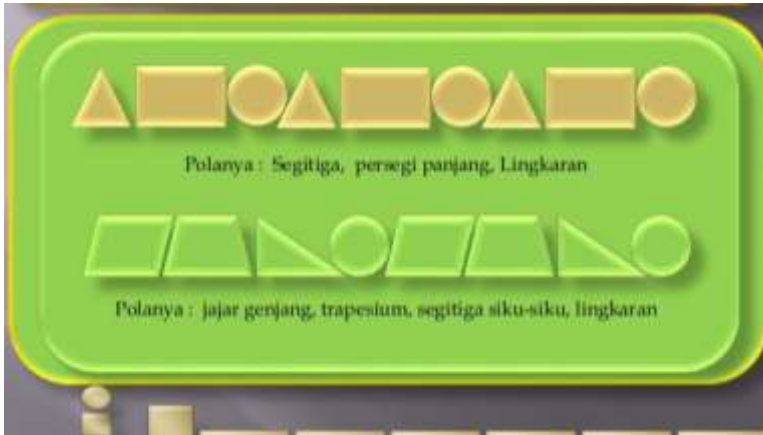 Polanya : Segitiga, persegi panjang, Lingkaran
Polanya : jajar genjang, trapesium, segitiga siku-siku, lingkaran